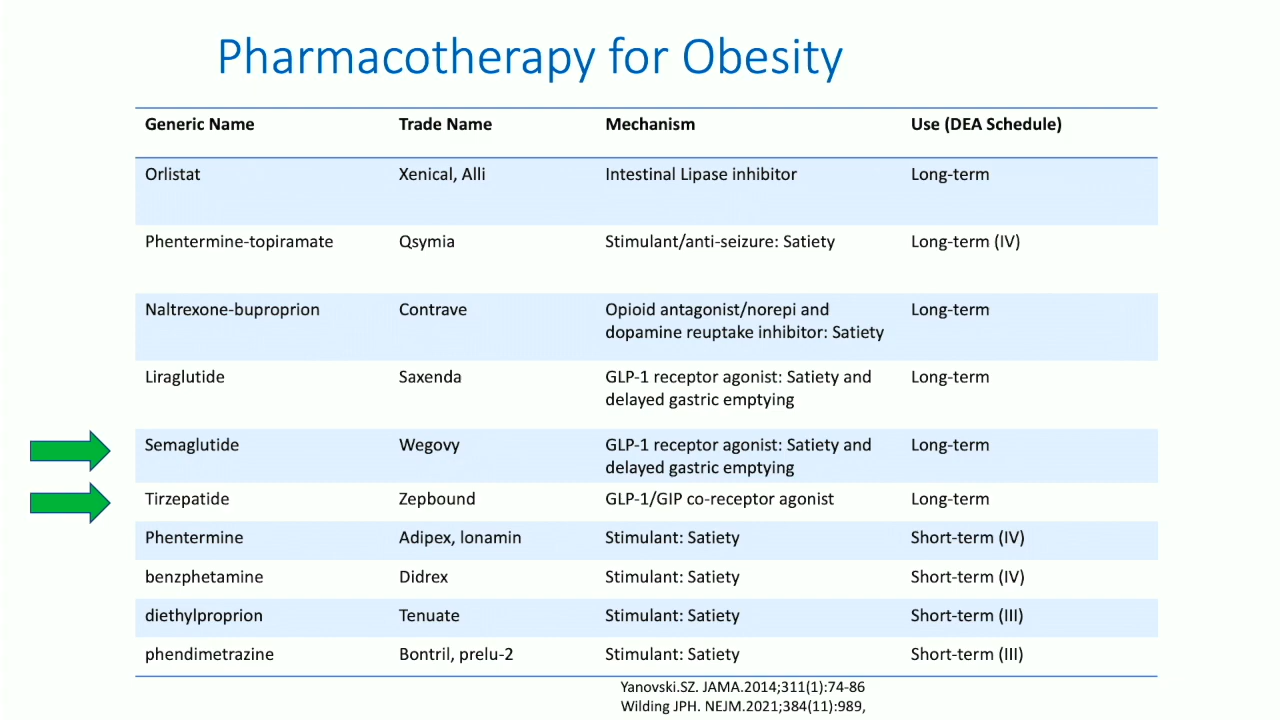 Pharmacotherapy for Obesity
Generic Name Trade Name Mechanism Use (DEA Schedule)
Orlistat Xenical, Alli Intestinal Lipase inhibitor Long-term
Phentermine-topiramate Qsymia Stimulant/anti-seizure: Satiety Long-term (IV)
Naltrexone-buproprion Contrave Opioid antagonist/norepi and Long-term
dopamine reuptake inhibitor: Satiety
Liraglutide Saxenda GLP-1 receptor agonist: Satiety and Long-term
delayed gastric emptying
Semaglutide Wegovy GLP-1 receptor agonist: Satiety and Long-term
delayed gastric emptying
Tirzepatide Zepbound GLP-1/GIP co-receptor agonist Long-term
Phentermine Adipex, Ionamin Stimulant: Satiety Short-term (IV)
benzphetamine Didrex Stimulant: Satiety Short-term (IV)
diethylproprion Tenuate Stimulant: Satiety Short-term (III)
phendimetrazine Bontril, prelu-2 Stimulant: Satiety Short-term (III)
Yanovski.SZ. JAMA.2014;311(1):74-86
Wilding JPH. NEJM.2021;384(11):989,